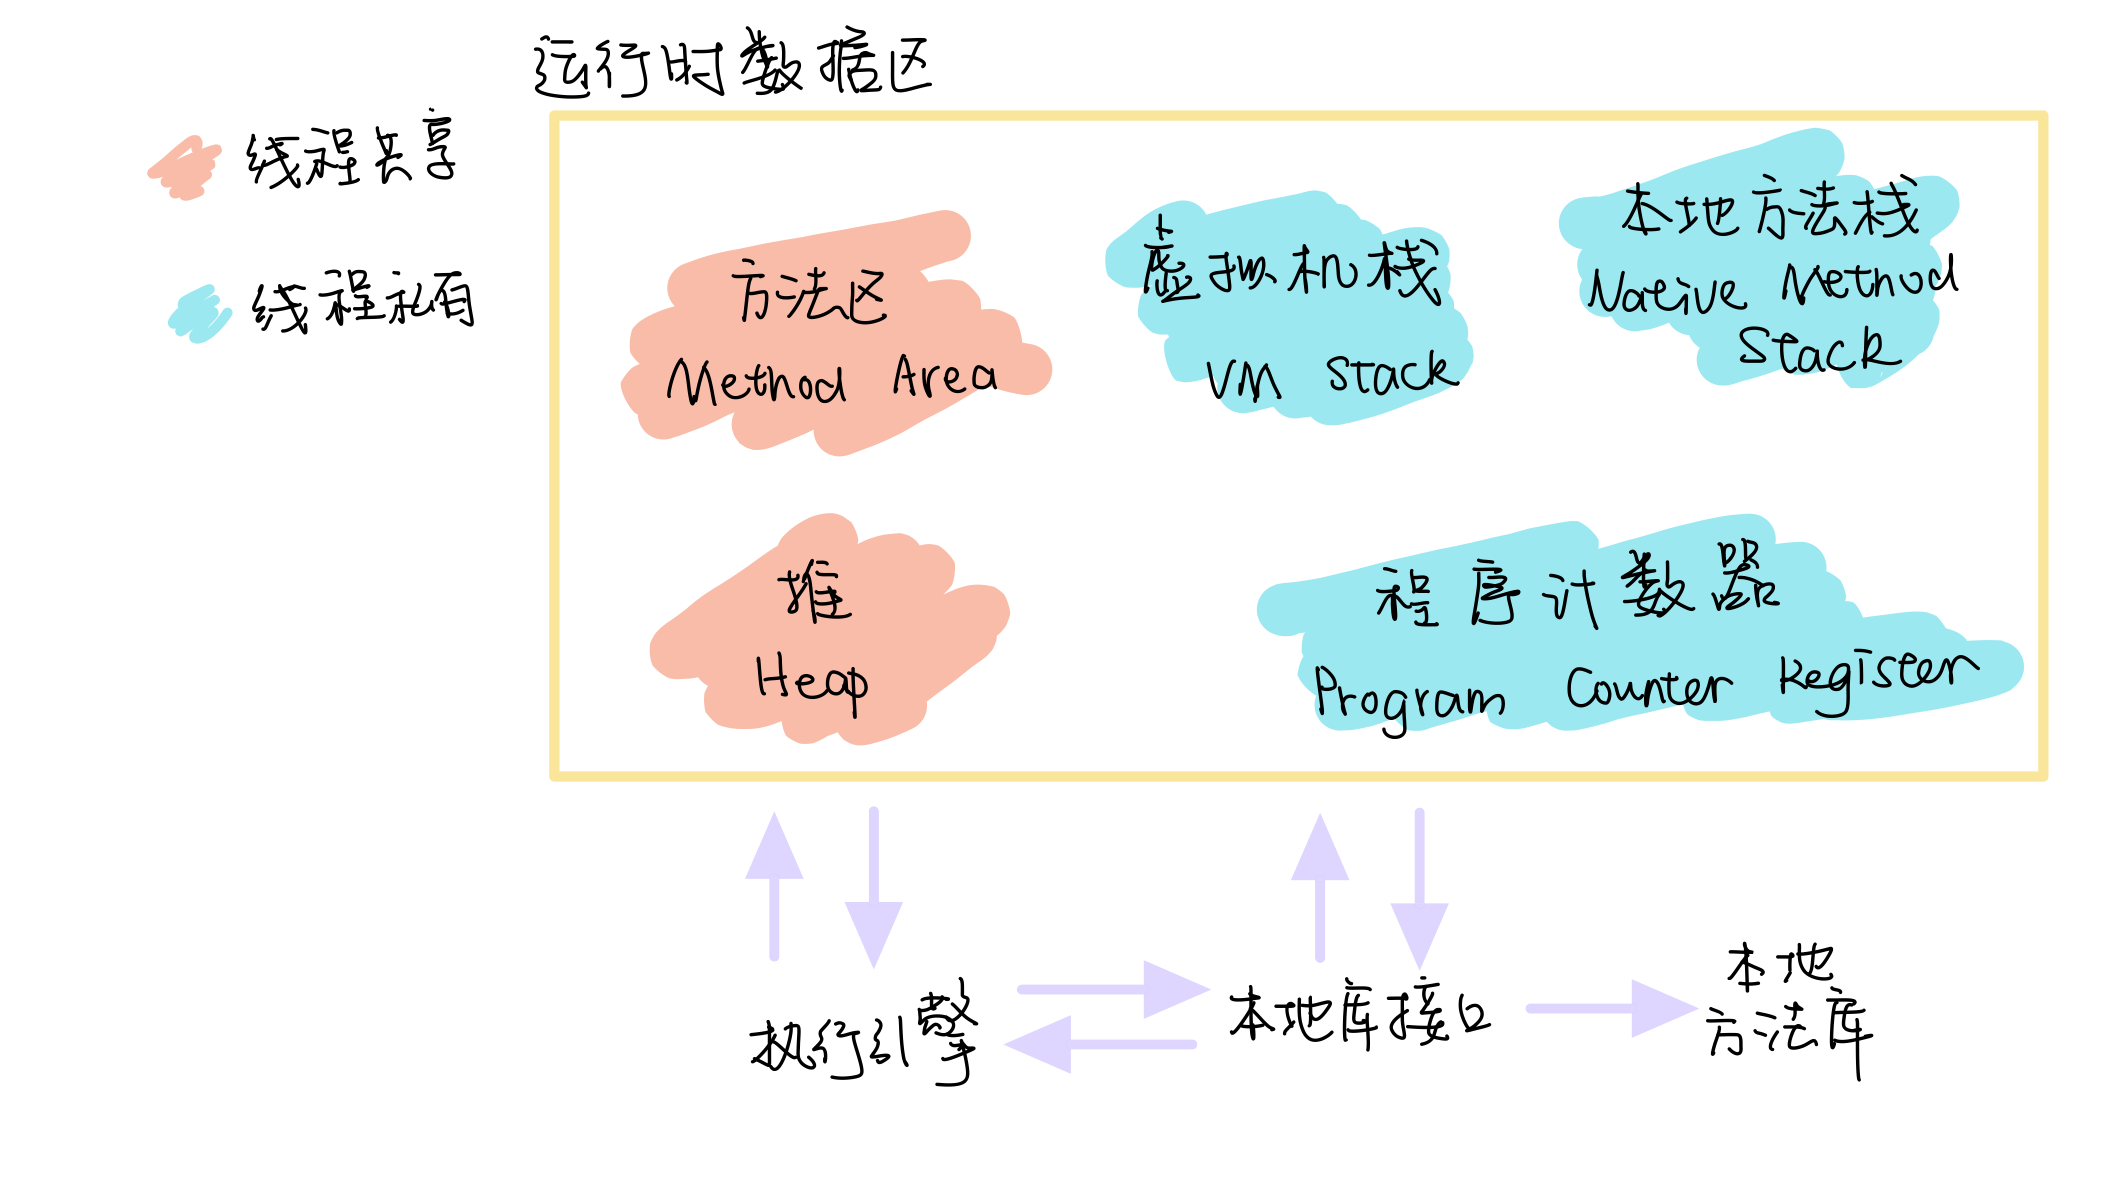 运行时数据区
线程共享
线程私有
方法区
Method Area
虚拟机栈
VM Stack
本地方法栈
Native Method
Stack
堆
Heap
程序计数器
Program Counter Register
执行引擎
本地库接口
本地
方法库